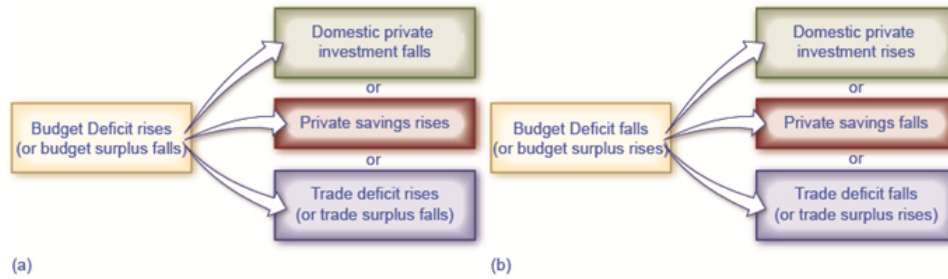 Domestic private
investment falls
or
Budget Deficit rises
(or budget surplus falls)
Private savings rises
or
Trade deficit rises
(or trade surplus falls)
(a)
Domestic private
investment rises
or
Budget Deficit falls
(or budget surplus rises)
Private savings falls
or
Trade deficit falls
(or trade surplus rises)
(b)